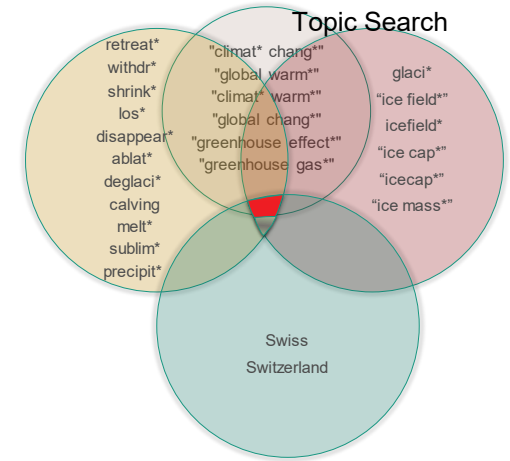 Topic Search
retreat*
withdr*
shrink*
los*
disappear*
ablat*
deglaci*
calving
melt*
sublim*
precipit*
"climat* chang*"
"global warm*"
"climat* warm*"
"global chang*"
"greenhouse effect*"
"greenhouse gas*"
glaci*
“ice field*”
icefield*
“ice cap*”
“icecap*”
“ice mass*”
Swiss
Switzerland